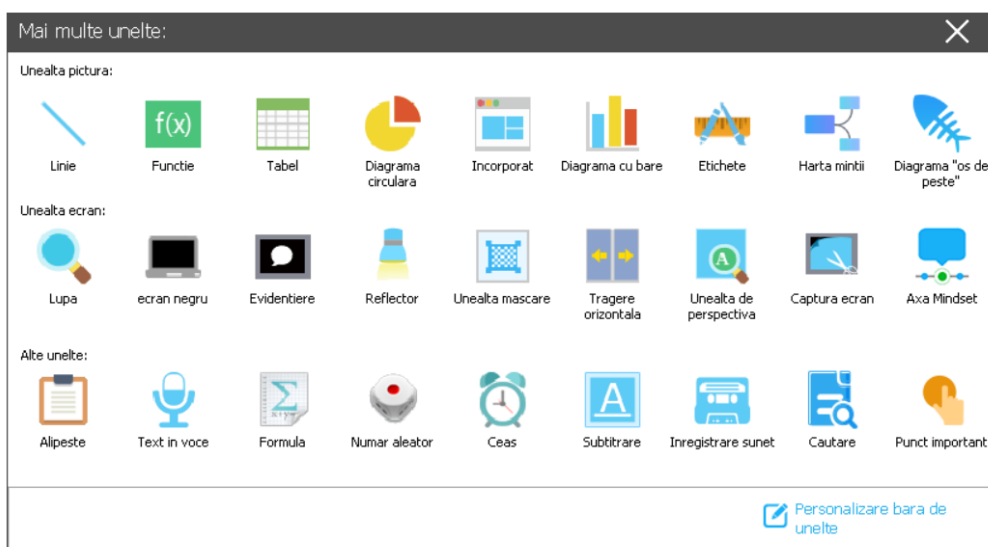 Mai multe unelte:
Unealta pictura:
f(x)
Linie
Functie
Tabel
Diagrama
circulara
Incorporat
Diagrama cu bare
Etichete
Harta mintii
Diagrama "os de
peste"
Unealta ecran:
A
Lupa
ecran negru
Evidentiere
Reflector
Unealta mascare
Tragere
orizontala
Unealta de
perspectiva
Captura ecran
Axa Mindset
Alte unelte:
Σ
A
Alipeste
Text in voce
Formula
Numar aleator
Ceas
Subtitrare
Inregistrare sunet
Cautare
Punct important
Personalizare bara de
unelte